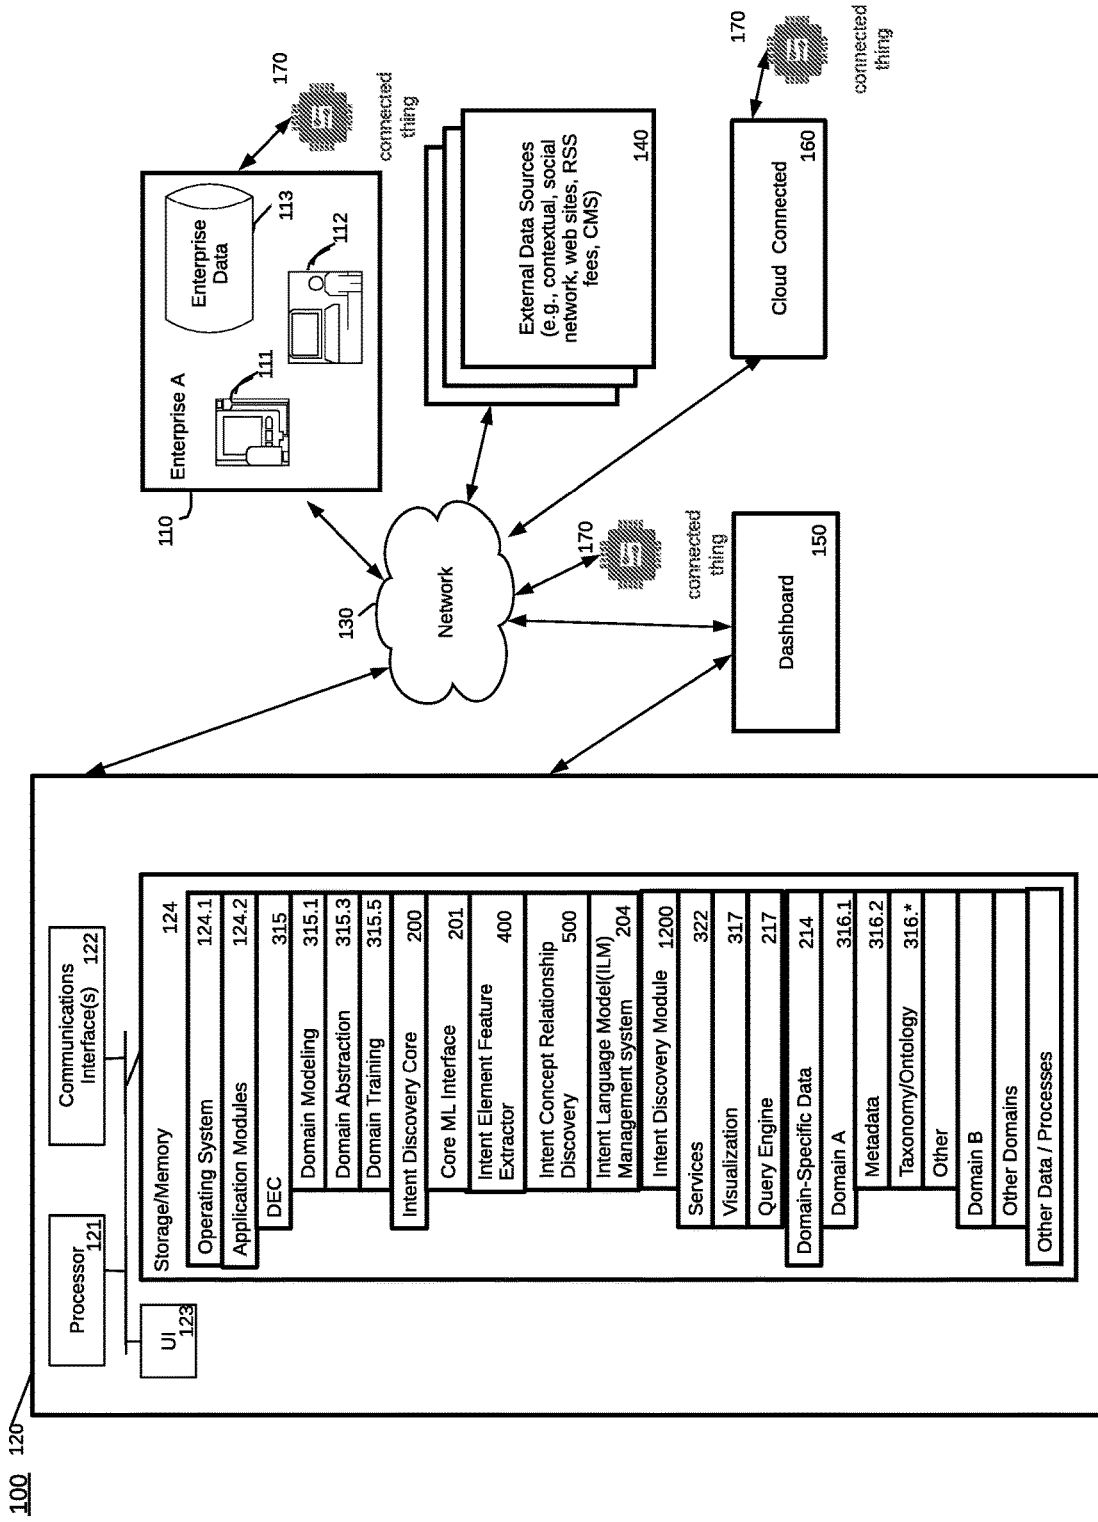 100
120
Processor
121
Communications
Interface(s)
122
UI
123
Storage/Memory
124
Operating System
124.1
Application Modules
124.2
DEC
315
Domain Modeling
315.1
Domain Abstraction
315.3
Domain Training
315.5
Intent Discovery Core
200
Core ML Interface
201
Intent Element Feature
Extractor
400
Intent Concept Relationship
Discovery
500
Intent Language Model(ILM)
Management system
204
Intent Discovery Module
1200
Services
322
Visualization
317
Query Engine
217
Domain-Specific Data
214
Domain A
316.1
Metadata
316.2
Taxonomy/Ontology
316.*
Other
Domain B
Other Domains
Other Data / Processes
130
Network
110
Enterprise A
111
Enterprise
Data
113
112
170
connected
thing
External Data Sources
(e.g., contextual, social
network, web sites, RSS
fees, CMS)
140
170
connected
thing
Dashboard
150
Cloud Connected
160
170
connected
thing